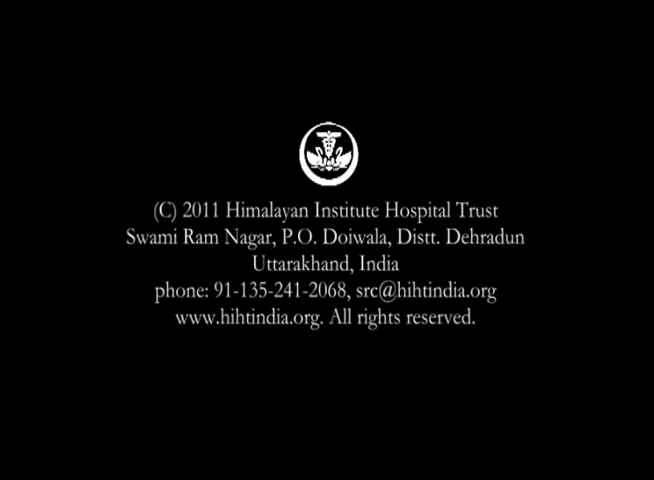 (C) 2011 Himalayan Institute Hospital Trust
Swami Ram Nagar, P.O. Doiwala, Distt. Dehradun
Uttarakhand, India
phone: 91-135-241-2068, src@hihtindia.org
www.hihtindia.org. All rights reserved.